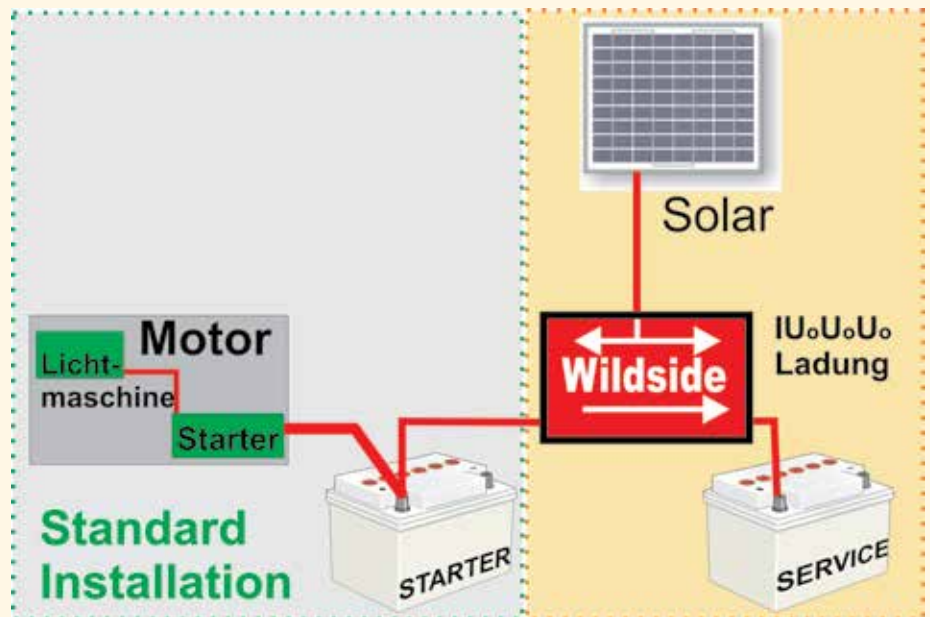 Solar
Motor
Licht-
maschine
Starter
Wildside
IUoUoUo
Ladung
Standard
Installation
STARTER
SERVICE